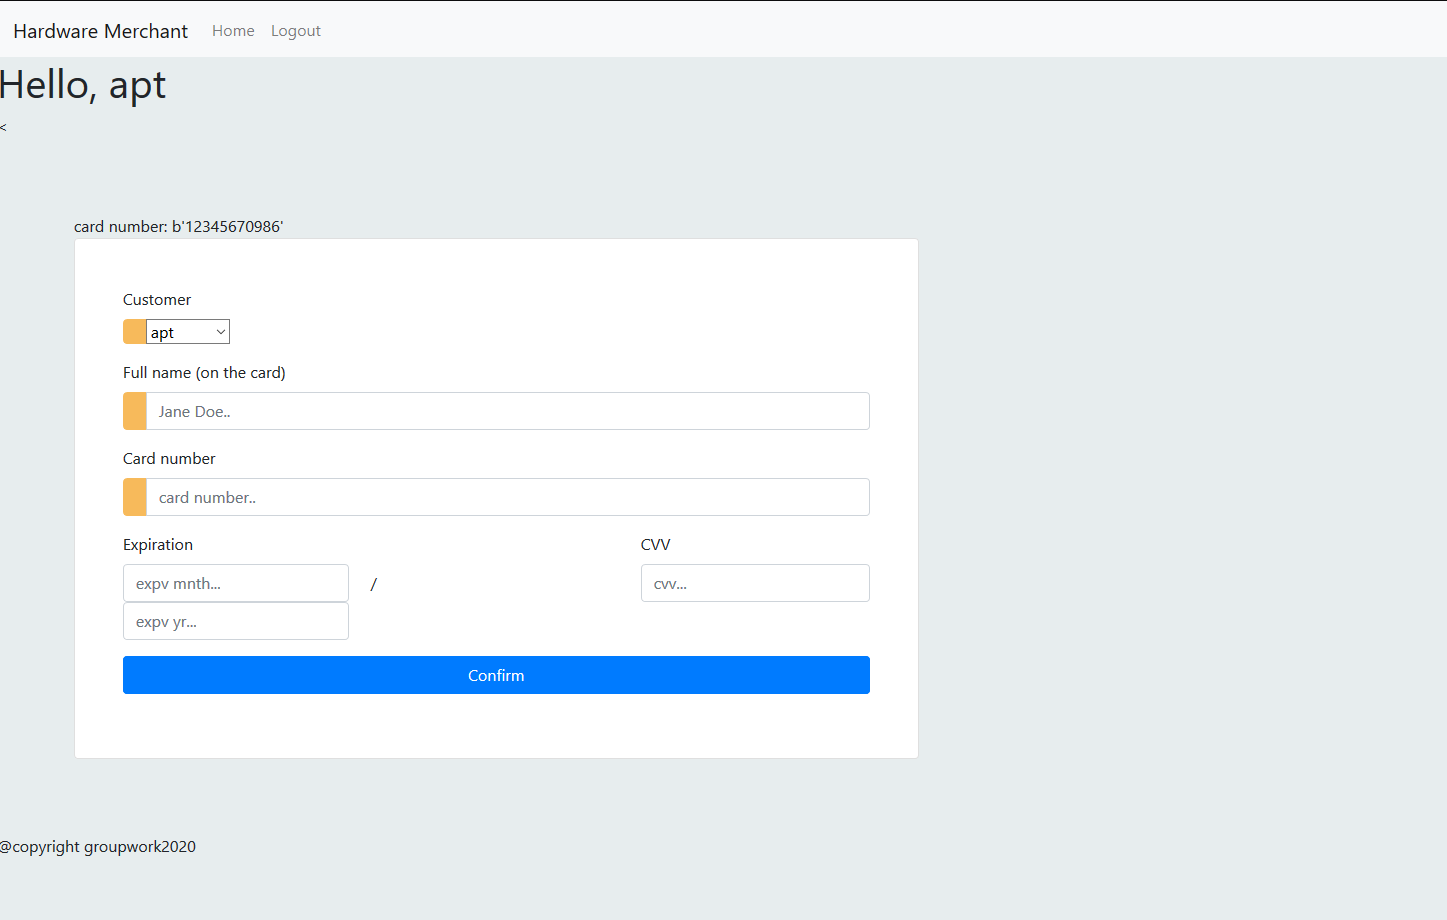 Hardware Merchant Home Logout
Hello, apt
<
card number: b'12345670986'
Customer
apt
Full name (on the card)
Jane Doe..
Card number
card number..
Expiration CVV
expv mnth... / cvv...
expv yr...
Confirm
@copyright groupwork2020